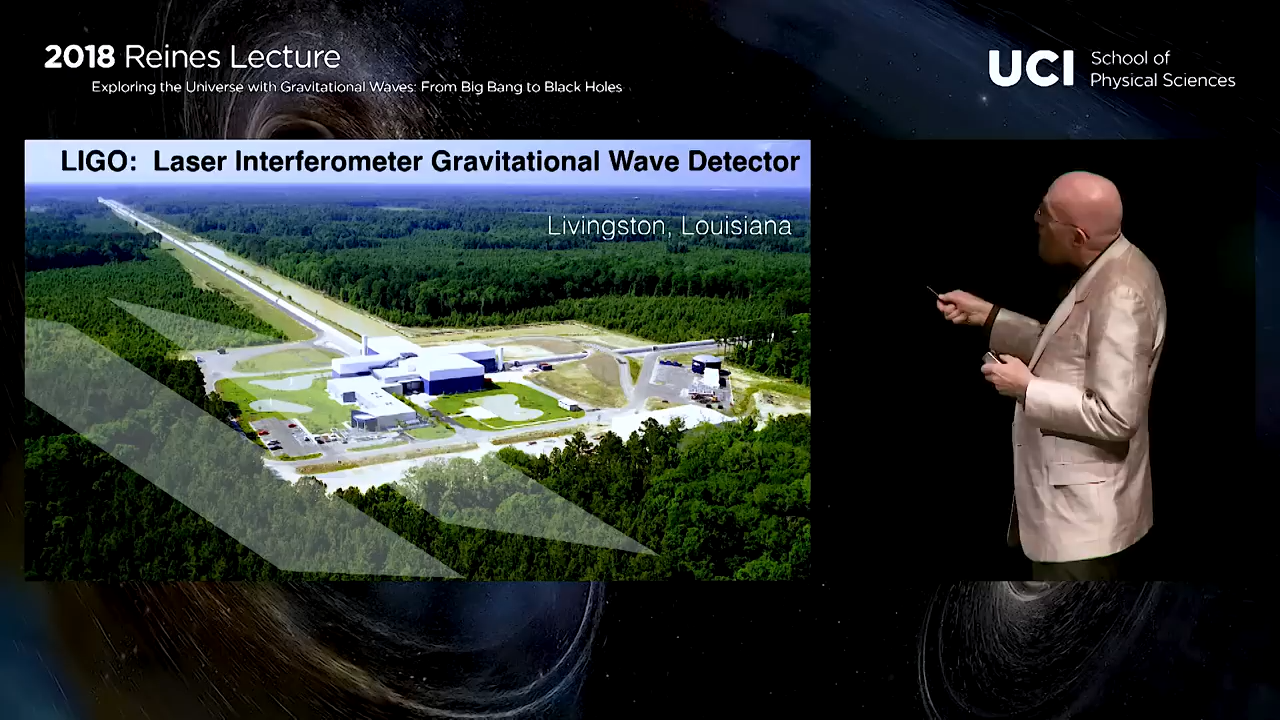 2018 Reines Lecture
Exploring the Universe with Gravitational Waves: From Big Bang to Black Holes
UCI School of
Physical Sciences
LIGO: Laser Interferometer Gravitational Wave Detector
Livingston, Louisiana